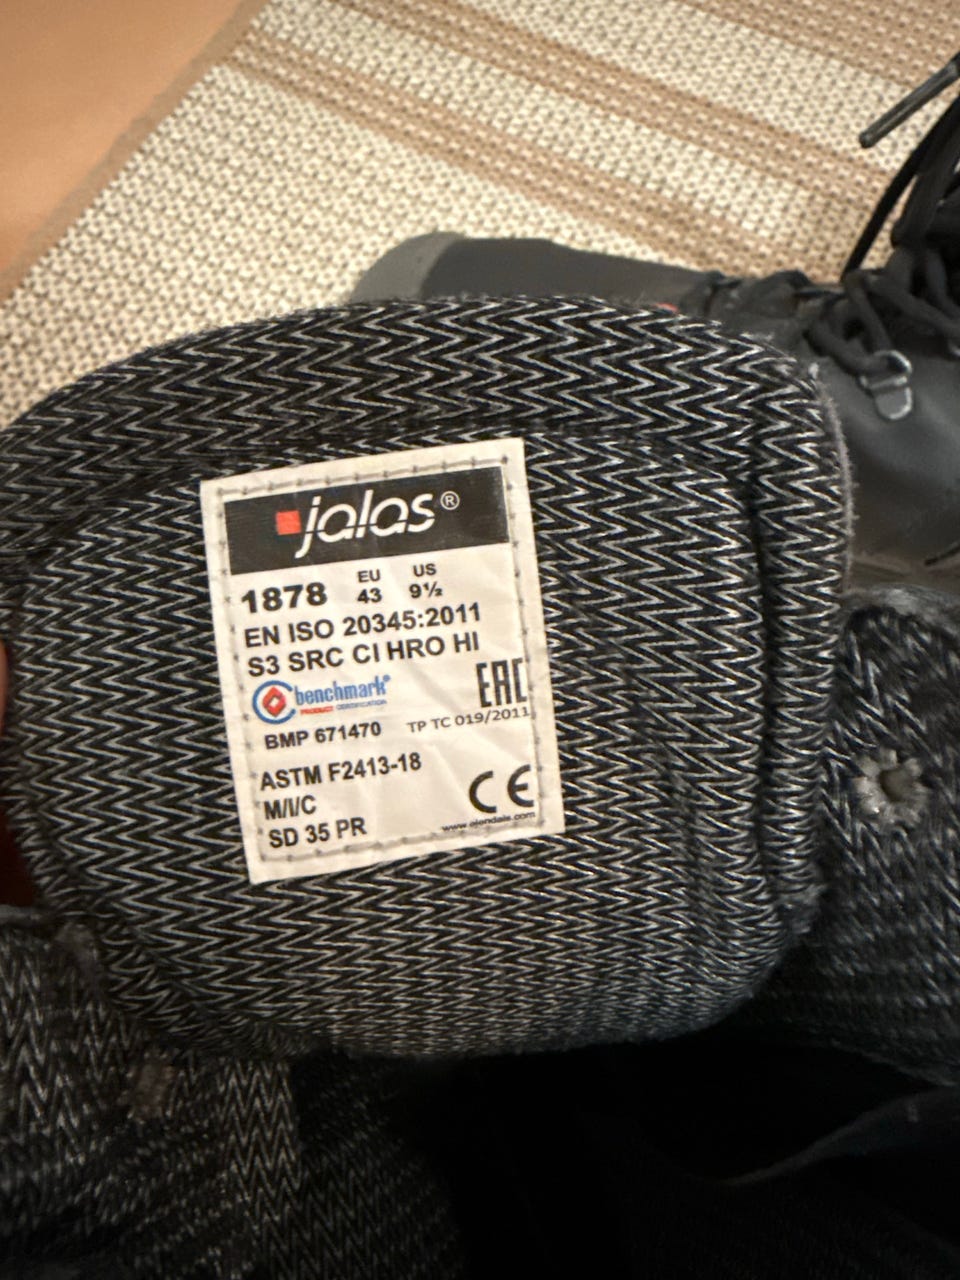 jalas®
1878 EU 43 US 9½
EN ISO 20345:2011
S3 SRC CI HRO HI
benchmark®
PRODUCT CERTIFICATION
EAC
BMP 671470 TP TC 019/2011
ASTM F2413-18
M/I/C
SD 35 PR
CE
www.ejendals.com